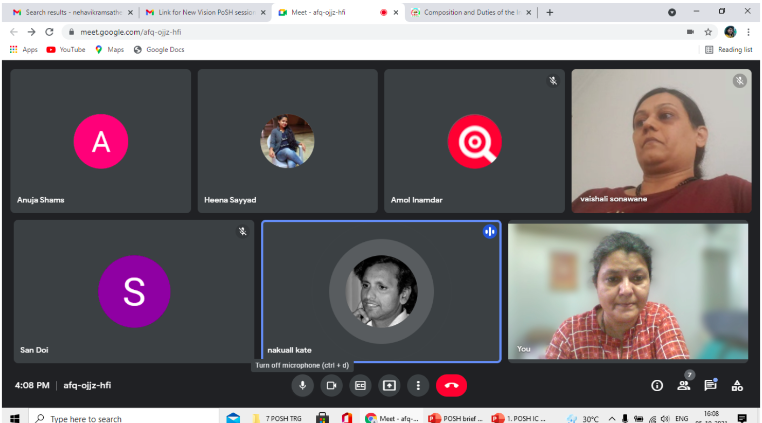 Search results - nehavikramsathe
Link for New Vision PoSH session
Meet - afq-ojjz-hfi
Composition and Duties of the I
meet.google.com/afq-ojjz-hfi
Apps
YouTube
Maps
Google Docs
Reading list
A
Anuja Shams
Heena Sayyad
Amol Inamdar
vaishali sonawane
S
San Doi
nakuall kate
You
Turn off microphone (ctrl + d)
4:08 PM | afq-ojjz-hfi
7
Type here to search
7 POSH TRG
Meet - afq-...
POSH brief ...
1. POSH IC ...
30°C
ENG
16:08